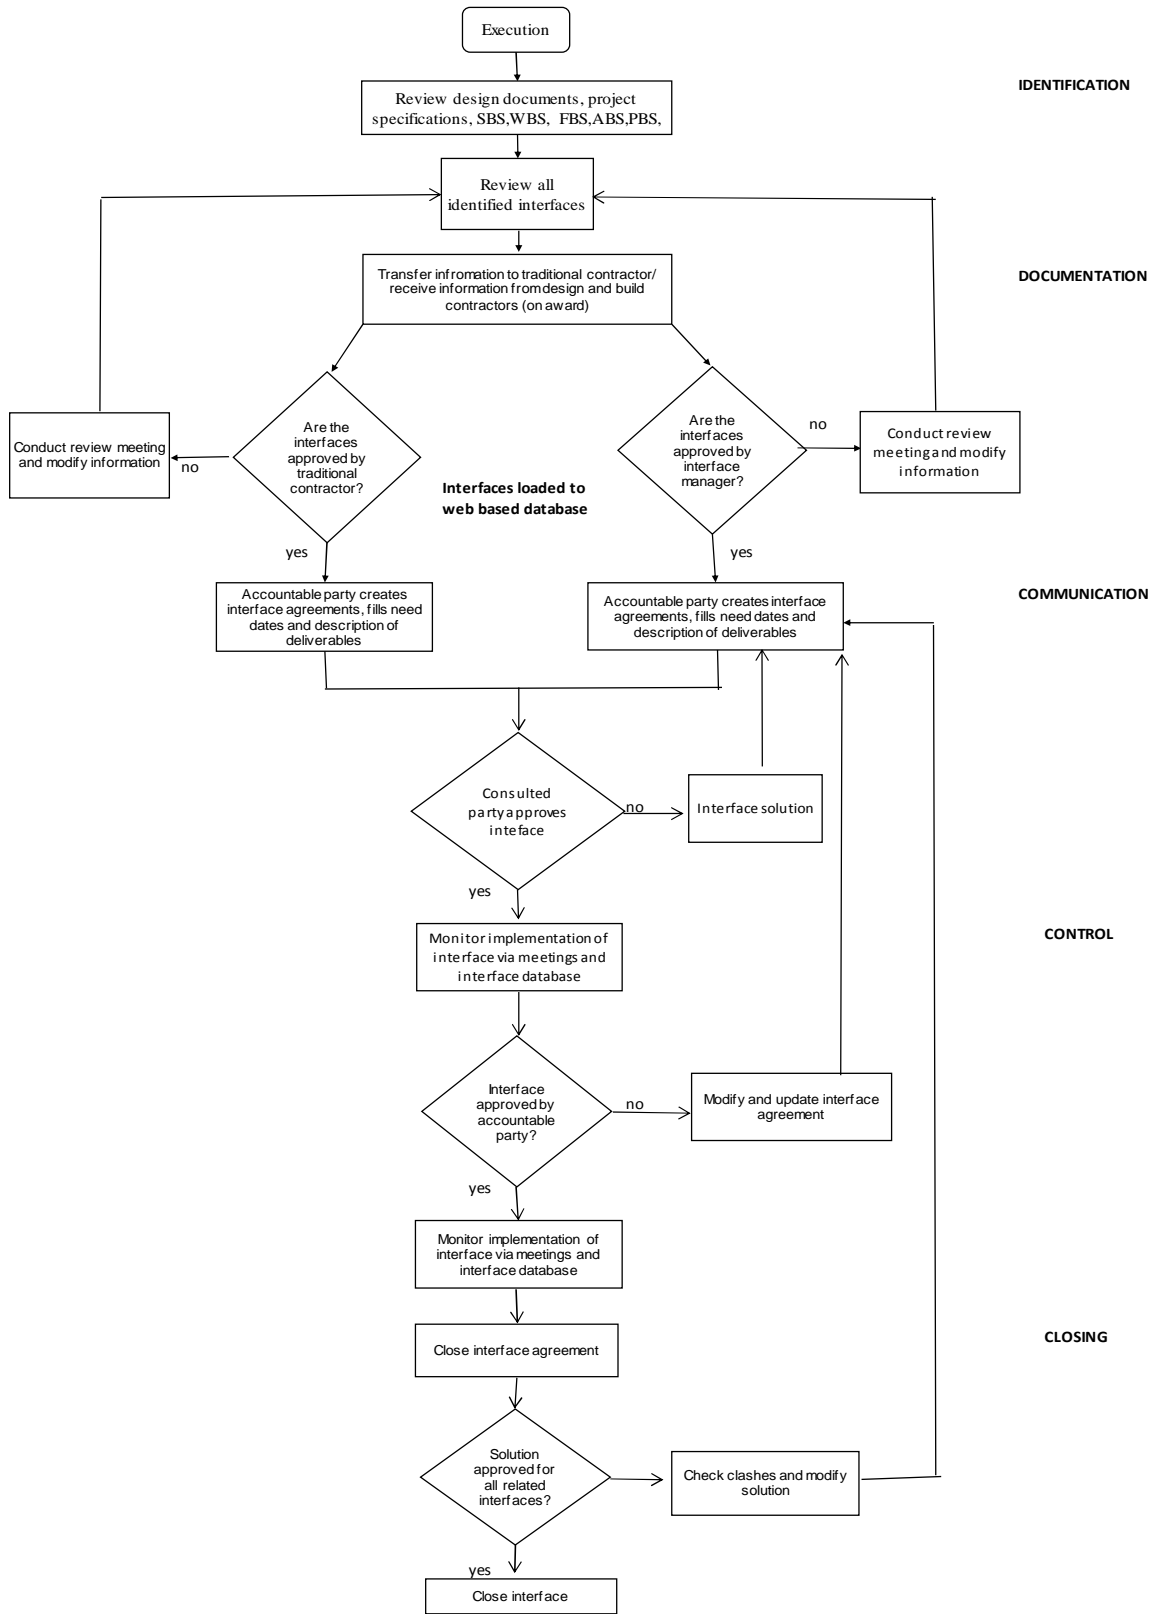 Execution
IDENTIFICATION
Review design documents, project
specifications, SBS,WBS, FBS,ABS,PBS,
Review all
identified interfaces
DOCUMENTATION
Transfer infromation to traditional contractor/
receive information from design and build
contractors (on award)
Are the
interfaces
approved by
traditional
contractor?
no
Conduct review meeting
and modify information
Are the
interfaces
approved by
interface
manager?
no
Conduct review
meeting and modify
information
Interfaces loaded to
web based database
yes
yes
COMMUNICATION
Accountable party creates
interface agreements, fills need
dates and description of
deliverables
Accountable party creates interface
agreements, fills need dates and
description of deliverables
Consulted
party approves
inteface
no
Interface solution
yes
CONTROL
Monitor implementation of
interface via meetings and
interface database
Interface
approved by
accountable
party?
no
Modify and update interface
agreement
yes
Monitor implementation of
interface via meetings and
interface database
CLOSING
Close interface agreement
Solution
approved for
all related
interfaces?
Check clashes and modify
solution
yes
Close interface